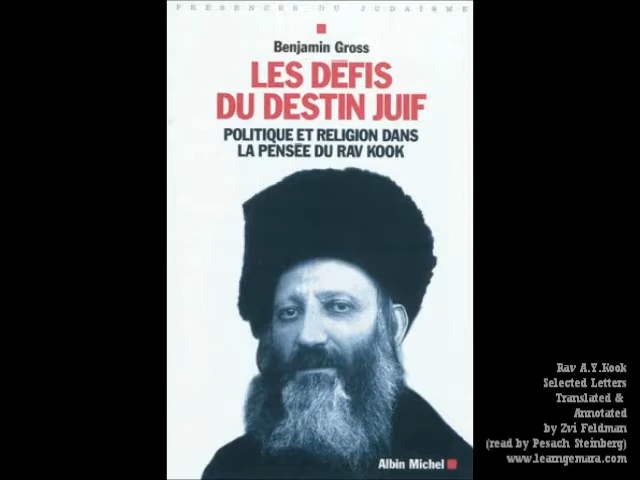 PRESENCES DU JUDAÏSME
Benjamin Gross
LES DÉFIS
DU DESTIN JUIF
POLITIQUE ET RELIGION DANS
LA PENSÉE DU RAV KOOK
Albin Michel
Rav A.Y.Kook
Selected Letters
Translated &
Annotated
by Zvi Feldman
(read by Pesach Steinberg)
www.learngemara.com